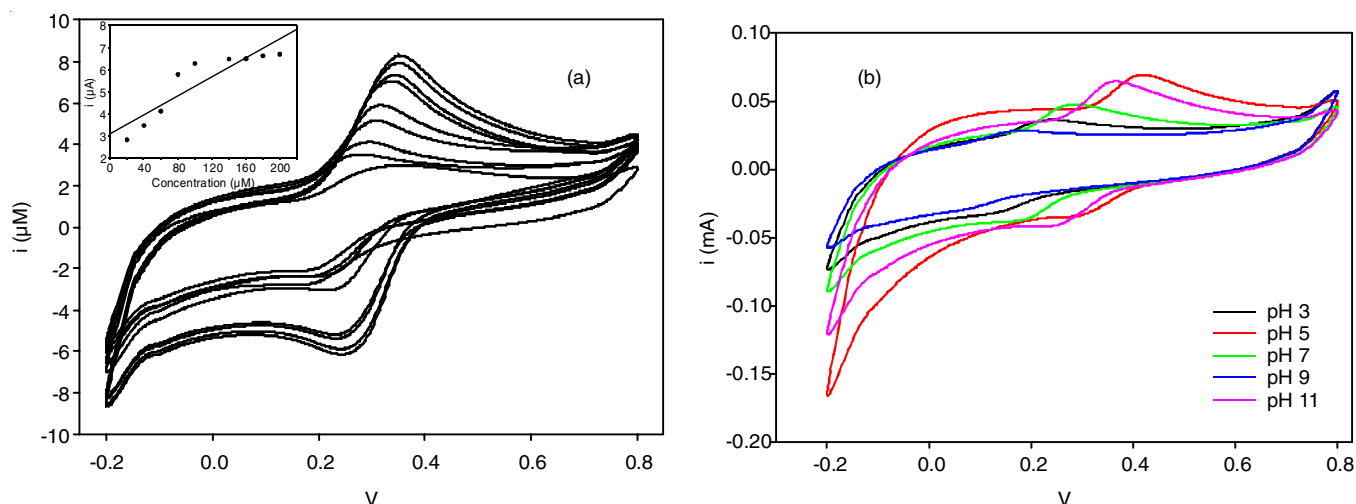 10
8
6
4
2
0
-2
-4
-6
-8
-10
i (µM)
-0.2 0.0 0.2 0.4 0.6 0.8
V
(a)
8
7
6
5
4
3
2
i (µA)
0 40 80 120 160 200
Concentration (µM)
0.10
0.05
0.00
-0.05
-0.10
-0.15
-0.20
i (mA)
-0.2 0.0 0.2 0.4 0.6 0.8
V
(b)
pH 3
pH 5
pH 7
pH 9
pH 11